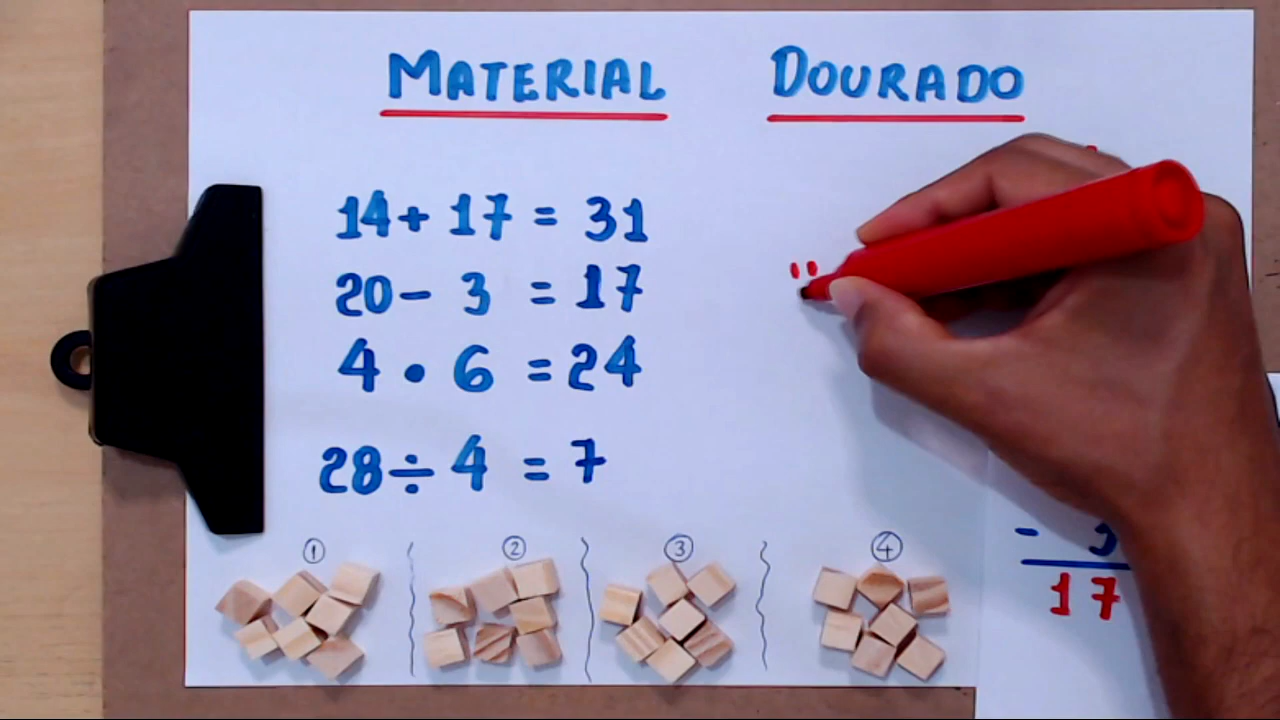 MATERIAL DOURADO
14 + 17 = 31
20 - 3 = 17
4 • 6 = 24
28 ÷ 4 = 7
① ② ③ ④
- 3
17